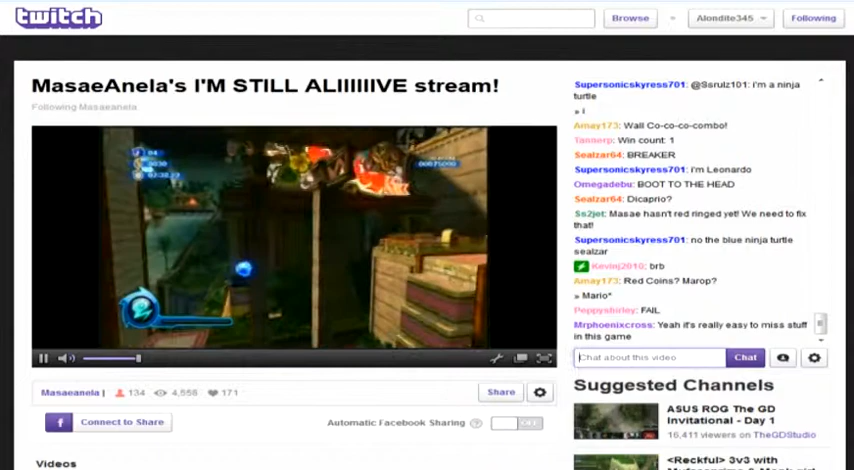 twitch
Browse
Alondite345
Following
MasaeAnela's I'M STILL ALIIIIIIVE stream!
Following Masaeanela
Supersonicskyress701: @Ssrulz101: i'm a ninja
turtle
» i
Amay173: Wall Co-co-co-combo!
Tannerp: Win count: 1
Sealzar64: BREAKER
Supersonicskyress701: i'm Leonardo
Omegadebu: BOOT TO THE HEAD
Sealzar64: Dicaprio?
Ss2jet: Masae hasn't red ringed yet! We need to fix
that!
Supersonicskyress701: no the blue ninja turtle
sealzar
Kevinj2010: brb
Amay173: Red Coins? Marop?
» Mario*
Peppyshirley: FAIL
Mrphoenixcross: Yeah it's really easy to miss stuff
in this game
Chat about this video
Chat
Masaeanela |
134
171
Share
f Connect to Share
Automatic Facebook Sharing
OFF
Suggested Channels
ASUS ROG The GD
Invitational - Day 1
16,411 viewers on TheGDStudio
<Reckful> 3v3 with
Videos